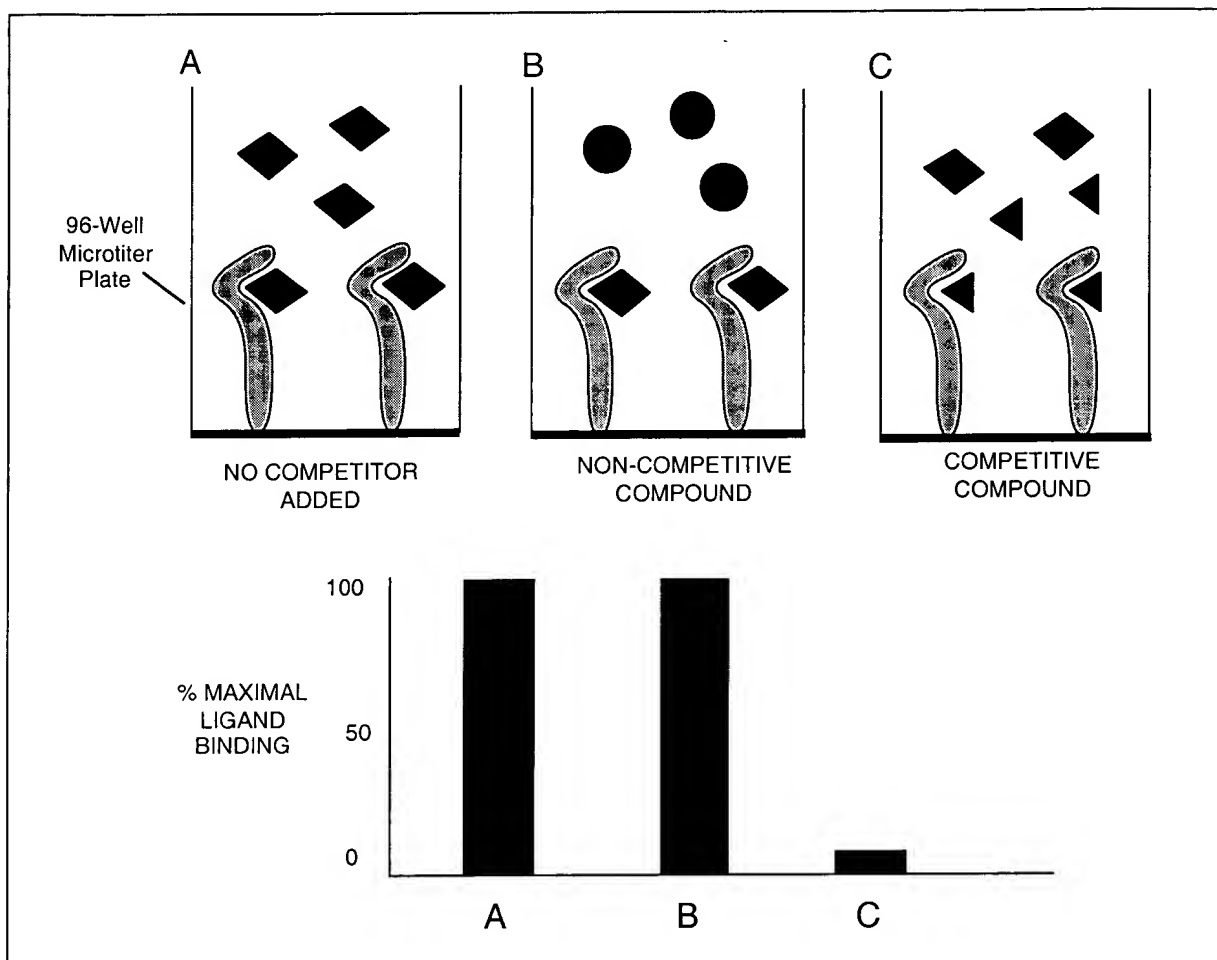 A
B
C
96-Well
Microtiter
Plate
NO COMPETITOR
ADDED
NON-COMPETITIVE
COMPOUND
COMPETITIVE
COMPOUND
100
% MAXIMAL
LIGAND
BINDING
50
0
A
B
C